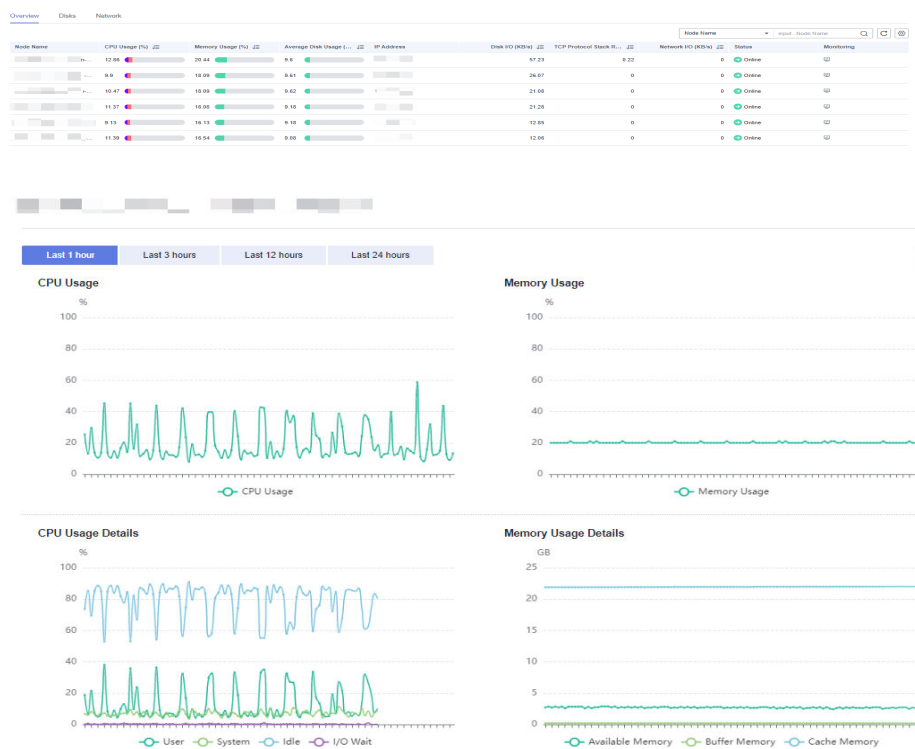 Overview Disks Network
Node Name Input...Node Name
Node Name CPU Usage (%) Memory Usage (%) Average Disk Usage (... IP Address Disk I/O (KB/s) TCP Protocol Stack R... Network I/O (KB/s) Status Monitoring
12.86 20.44 9.6 57.23 0.22 0 Online
9.9 18.09 9.61 26.07 0 0 Online
10.47 18.09 9.62 21.08 0 0 Online
11.37 16.08 9.18 21.28 0 0 Online
9.13 16.13 9.18 12.85 0 0 Online
11.39 16.54 9.08 12.06 0 0 Online
Last 1 hour Last 3 hours Last 12 hours Last 24 hours
CPU Usage
%
100
80
60
40
20
0
CPU Usage
Memory Usage
%
100
80
60
40
20
0
Memory Usage
CPU Usage Details
%
100
80
60
40
20
0
User System Idle I/O Wait
Memory Usage Details
GB
25
20
15
10
5
0
Available Memory Buffer Memory Cache Memory